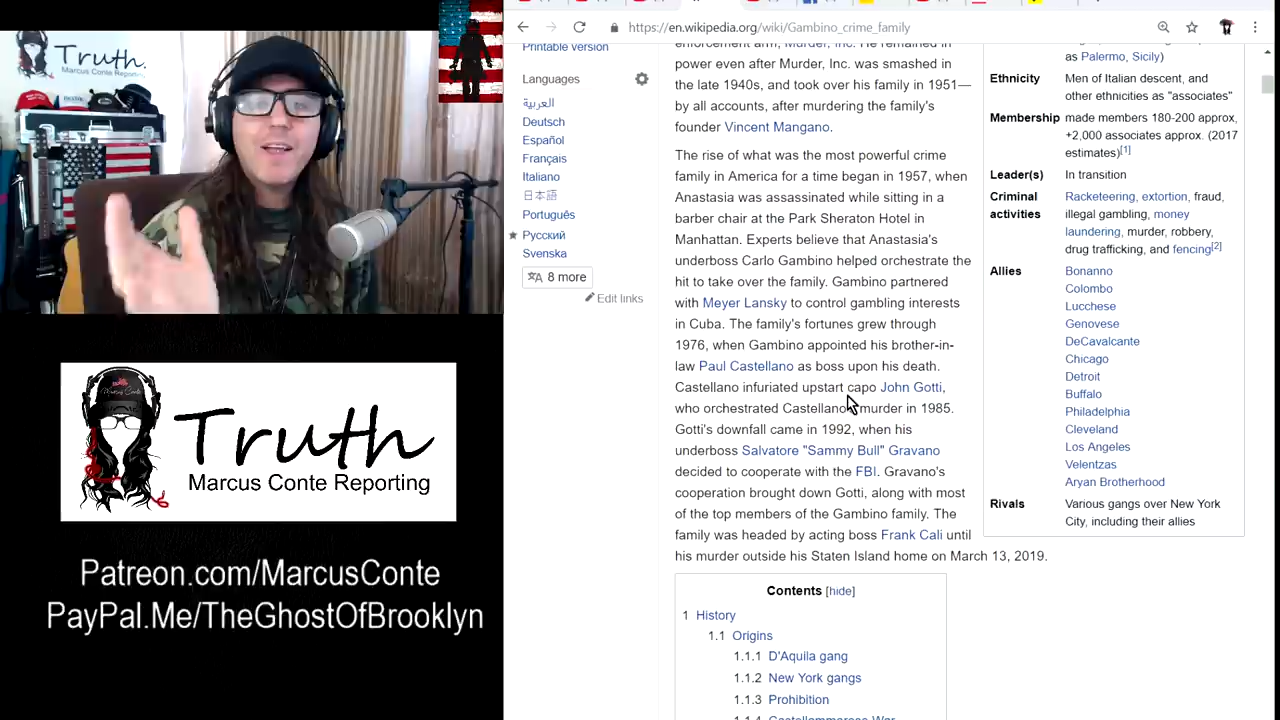 Truth.
Marcus Conte Reporting
Truth
Marcus Conte Reporting
Patreon.com/MarcusConte
PayPal.Me/TheGhostOfBrooklyn
https://en.wikipedia.org/wiki/Gambino_crime_family
Printable version
Languages
العربية
Deutsch
Español
Français
Italiano
日本語
Português
Русский
Svenska
8 more
Edit links
enforcement arm, Murder, Inc. He remained in
power even after Murder, Inc. was smashed in
the late 1940s, and took over his family in 1951—
by all accounts, after murdering the family's
founder Vincent Mangano.
The rise of what was the most powerful crime
family in America for a time began in 1957, when
Anastasia was assassinated while sitting in a
barber chair at the Park Sheraton Hotel in
Manhattan. Experts believe that Anastasia's
underboss Carlo Gambino helped orchestrate the
hit to take over the family. Gambino partnered
with Meyer Lansky to control gambling interests
in Cuba. The family's fortunes grew through
1976, when Gambino appointed his brother-in-
law Paul Castellano as boss upon his death.
Castellano infuriated upstart capo John Gotti,
who orchestrated Castellano's murder in 1985.
Gotti's downfall came in 1992, when his
underboss Salvatore "Sammy Bull" Gravano
decided to cooperate with the FBI. Gravano's
cooperation brought down Gotti, along with most
of the top members of the Gambino family. The
family was headed by acting boss Frank Cali until
his murder outside his Staten Island home on March 13, 2019.
Contents [hide]
1 History
1.1 Origins
1.1.1 D'Aquila gang
1.1.2 New York gangs
1.1.3 Prohibition
1.1.4 Castellammarese War
as Palermo, Sicily)
Ethnicity Men of Italian descent, and
other ethnicities as "associates"
Membership made members 180-200 approx,
+2,000 associates approx. (2017
estimates)[1]
Leader(s) In transition
Criminal Racketeering, extortion, fraud,
activities illegal gambling, money
laundering, murder, robbery,
drug trafficking, and fencing[2]
Allies Bonanno
Colombo
Lucchese
Genovese
DeCavalcante
Chicago
Detroit
Buffalo
Philadelphia
Cleveland
Los Angeles
Velentzas
Aryan Brotherhood
Rivals Various gangs over New York
City, including their allies